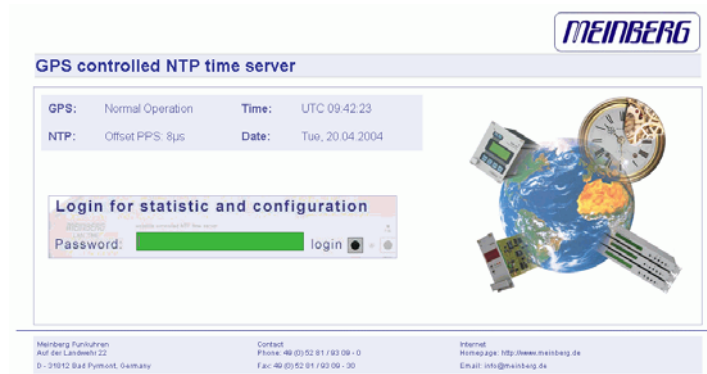 MEINBERG
GPS controlled NTP time server
GPS: Normal Operation Time: UTC 09:42:23
NTP: Offset PPS: 8µs Date: Tue, 20.04.2004
Login for statistic and configuration
Password: login
Meinberg Funkuhren Contact Internet
Auf der Landwehr 22 Phone: 49 (0) 52 81 / 93 09 - 0 Homepage: http://www.meinberg.de
D - 31812 Bad Pyrmont, Germany Fax: 49 (0) 52 81 / 93 09 - 30 Email: info@meinberg.de